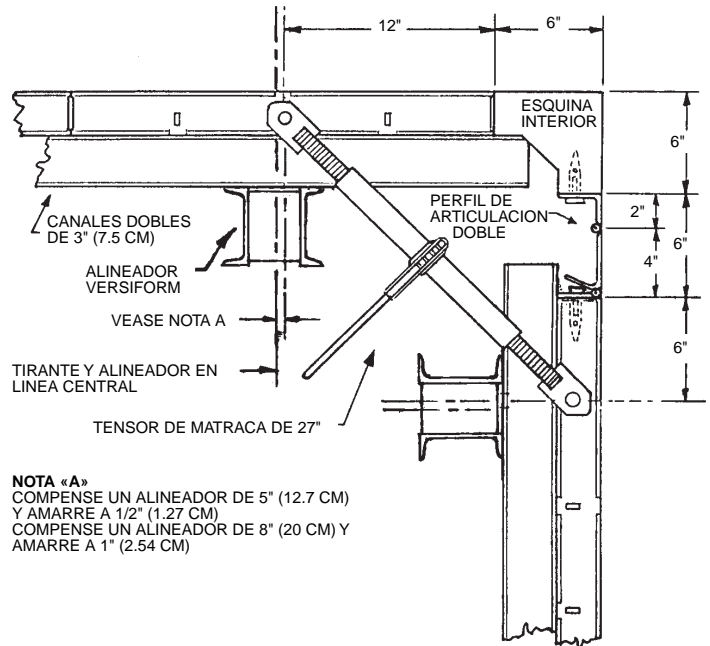 12"
6"
ESQUINA
INTERIOR
6"
PERFIL DE
ARTICULACION
DOBLE
2"
6"
4"
CANALES DOBLES
DE 3" (7.5 CM)
ALINEADOR
VERSIFORM
VEASE NOTA A
6"
TIRANTE Y ALINEADOR EN
LINEA CENTRAL
TENSOR DE MATRACA DE 27"
NOTA «A»
COMPENSE UN ALINEADOR DE 5" (12.7 CM)
Y AMARRE A 1/2" (1.27 CM)
COMPENSE UN ALINEADOR DE 8" (20 CM) Y
AMARRE A 1" (2.54 CM)